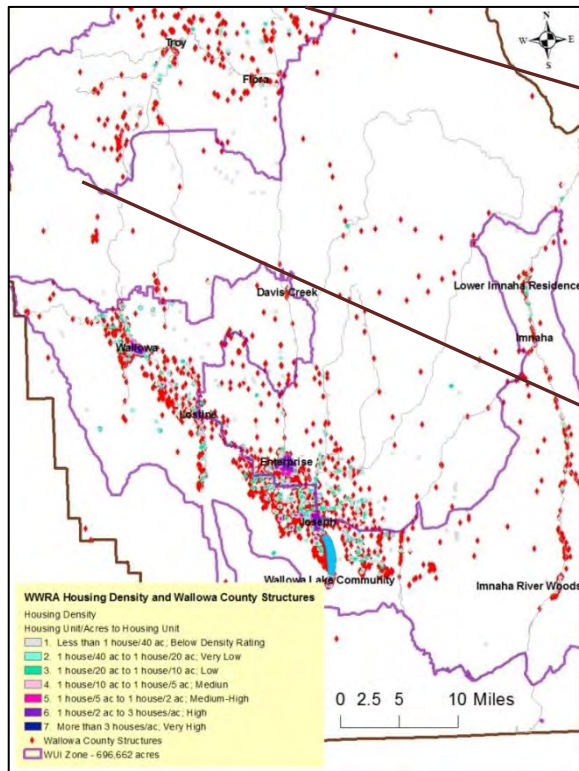 N
W E
S
Troy
Flora
Davis Creek
Lower Imnaha Residence
Imnaha
Wallowa
Lostine
Enterprise
Joseph
Wallowa Lake Community
Imnaha River Woods
WWRA Housing Density and Wallowa County Structures
Housing Density
Housing Unit/Acres to Housing Unit
1. Less than 1 house/40 ac; Below Density Rating
2. 1 house/40 ac to 1 house/20 ac; Very Low
3. 1 house/20 ac to 1 house/10 ac; Low
4. 1 house/10 ac to 1 house/5 ac; Mediun
5. 1 house/5 ac to 1 house/2 ac; Medium-High
6. 1 house/2 ac to 3 houses/ac; High
7. More than 3 houses/ac; Very High
Wallowa County Structures
WUI Zone - 696,662 acres
0 2.5 5 10 Miles